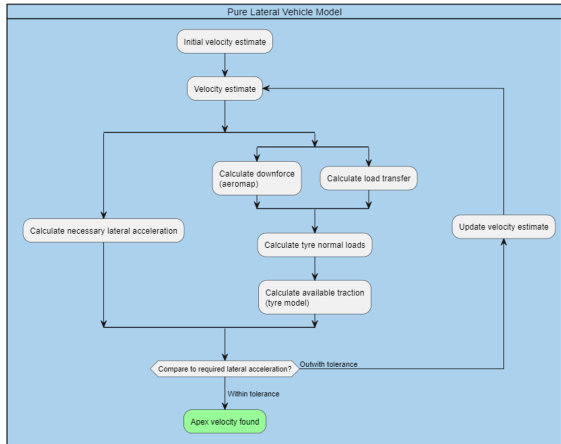 Pure Lateral Vehicle Model
Initial velocity estimate
Velocity estimate
Calculate downforce
(aeromap)
Calculate load transfer
Calculate necessary lateral acceleration
Calculate tyre normal loads
Update velocity estimate
Calculate available traction
(tyre model)
Compare to required lateral acceleration?
Outwith tolerance
Within tolerance
Apex velocity found